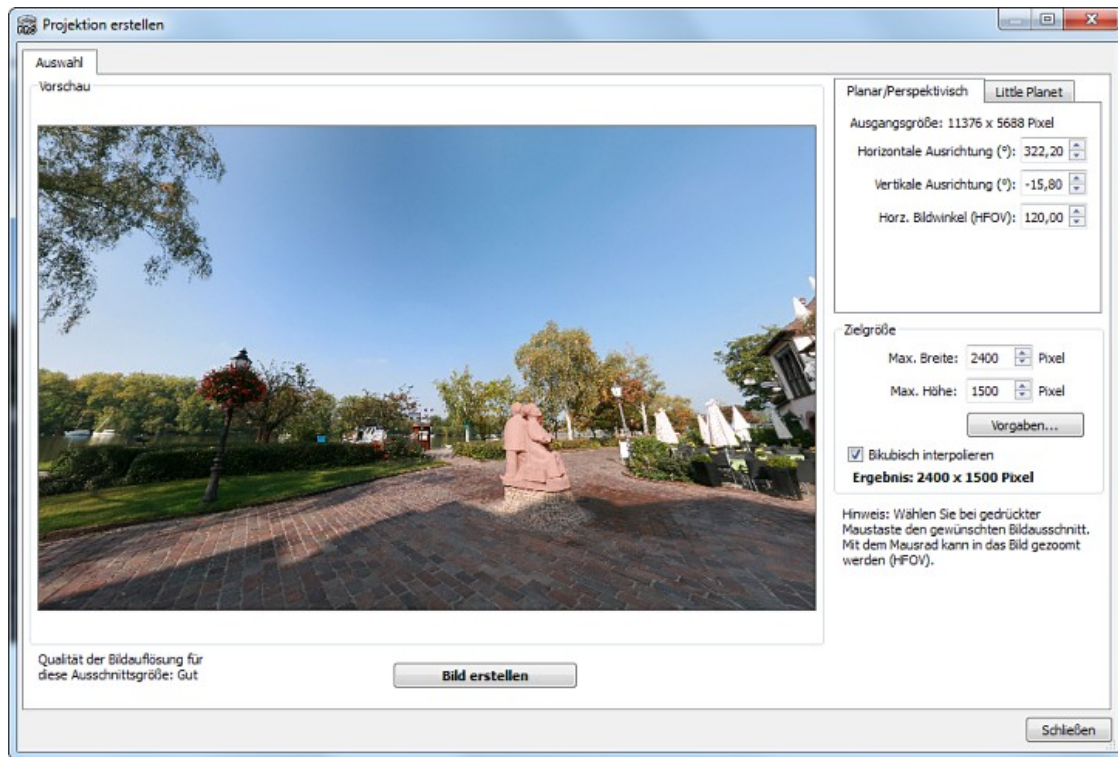 Projektion erstellen
Auswahl
Vorschau
Planar/Perspektivisch
Little Planet
Ausgangsgröße: 11376 x 5688 Pixel
Horizontale Ausrichtung (°): 322,20
Vertikale Ausrichtung (°): -15,80
Horz. Bildwinkel (HFOV): 120,00
Zielgröße
Max. Breite: 2400 Pixel
Max. Höhe: 1500 Pixel
Vorgaben...
Bikubisch interpolieren
Ergebnis: 2400 x 1500 Pixel
Hinweis: Wählen Sie bei gedrückter
Maustaste den gewünschten Bildausschnitt.
Mit dem Mausrad kann in das Bild gezoomt
werden (HFOV).
Qualität der Bildauflösung für
diese Ausschnittsgröße: Gut
Bild erstellen
Schließen